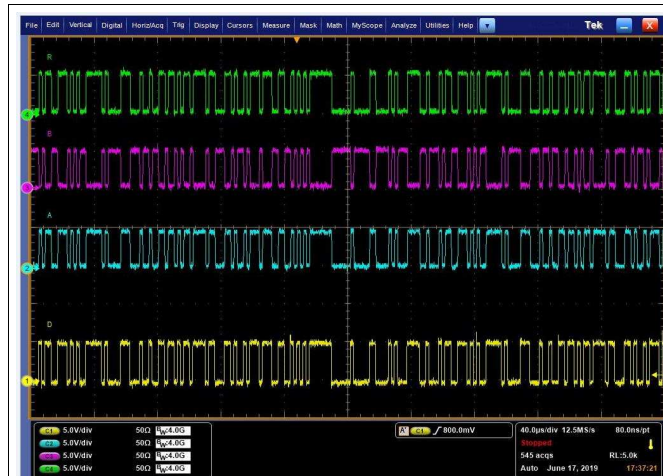 File Edit Vertical Digital Horiz/Acq Trig Display Cursors Measure Mask Math MyScope Analyze Utilities Help Tek X
R
4
B
A
2
D
1
C1 5.0V/div 50Ω BW:4.0G
C2 5.0V/div 50Ω BW:4.0G
C3 5.0V/div 50Ω BW:4.0G
C4 5.0V/div 50Ω BW:4.0G
A' C1 800.0mV
40.0µs/div 12.5MS/s 80.0ns/pt
Stopped
545 acqs RL:5.0k
Auto June 17, 2019 17:37:21